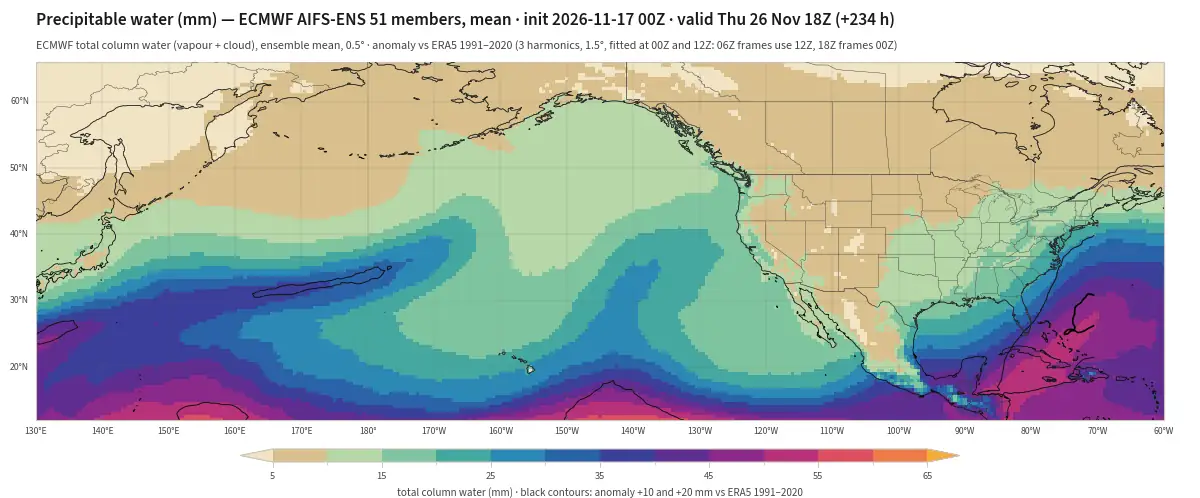 Precipitable water (mm) — ECMWF AIFS-ENS 51 members, mean · init 2026-11-17 00Z · valid Thu 26 Nov 18Z (+234 h)
ECMWF total column water (vapour + cloud), ensemble mean, 0.5° · anomaly vs ERA5 1991–2020 (3 harmonics, 1.5°, fitted at 00Z and 12Z: 06Z frames use 12Z, 18Z frames 00Z)
60°N
50°N
40°N
30°N
20°N
130°E 140°E 150°E 160°E 170°E 180° 170°W 160°W 150°W 140°W 130°W 120°W 110°W 100°W 90°W 80°W 70°W 60°W
5 15 25 35 45 55 65
total column water (mm) · black contours: anomaly +10 and +20 mm vs ERA5 1991–2020